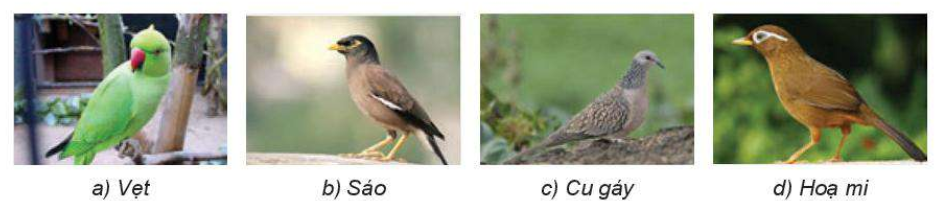 a) Vẹt b) Sáo c) Cu gáy d) Hoạ mi